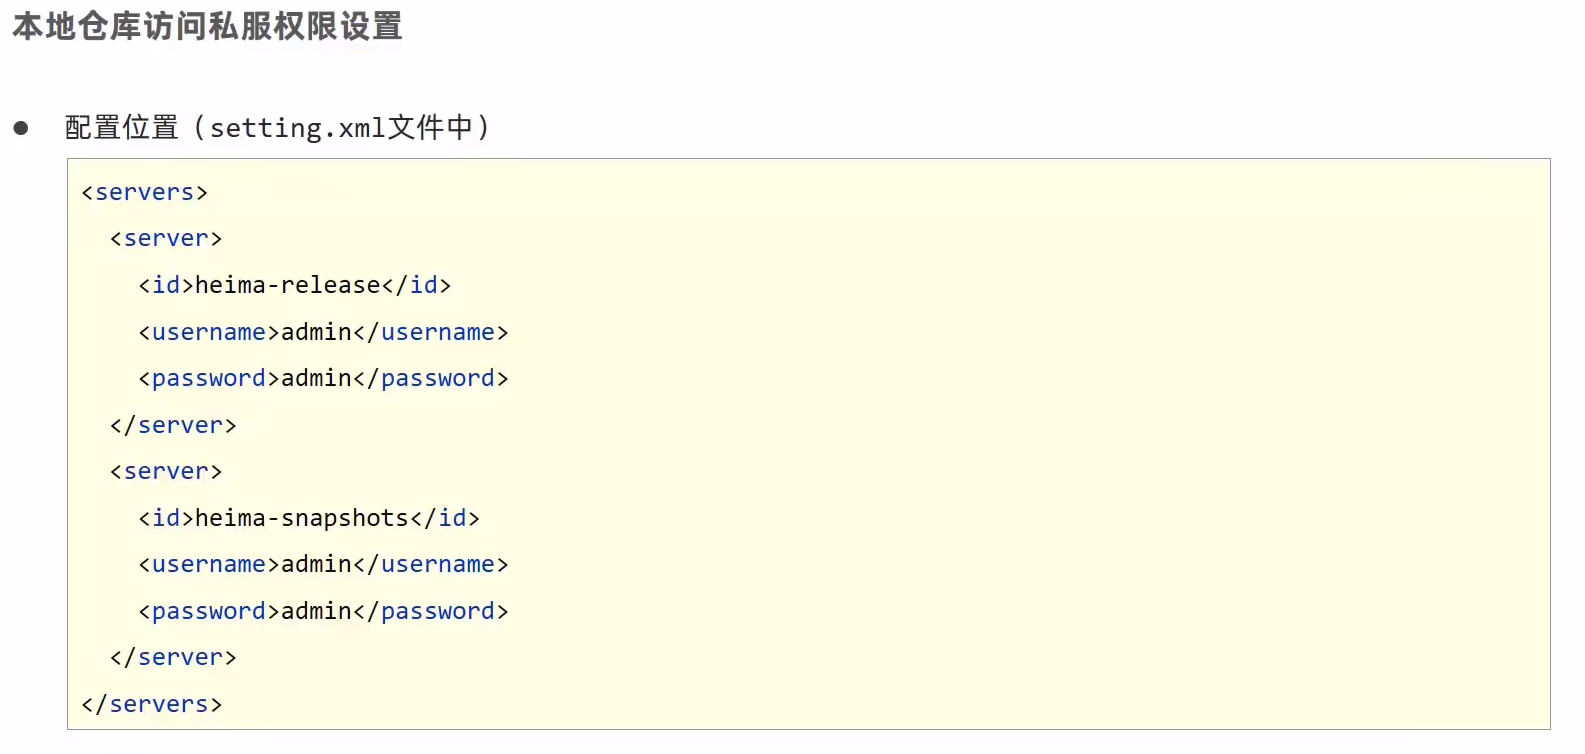 本地仓库访问私服权限设置
● 配置位置（setting.xml文件中）
<servers>
  <server>
    <id>heima-release</id>
    <username>admin</username>
    <password>admin</password>
  </server>
  <server>
    <id>heima-snapshots</id>
    <username>admin</username>
    <password>admin</password>
  </server>
</servers>